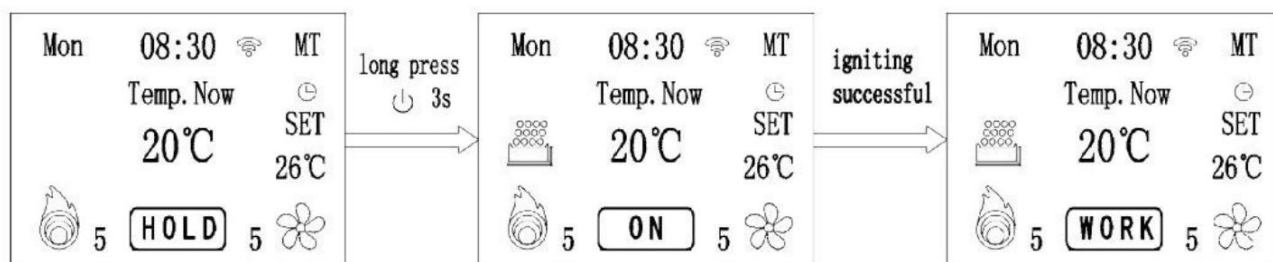 Mon 08:30 MT
Temp. Now
SET
20℃
26℃
5 HOLD 5
long press
3s
Mon 08:30 MT
Temp. Now
SET
20℃
26℃
5 ON 5
igniting
successful
Mon 08:30 MT
Temp. Now
SET
20℃
26℃
5 WORK 5